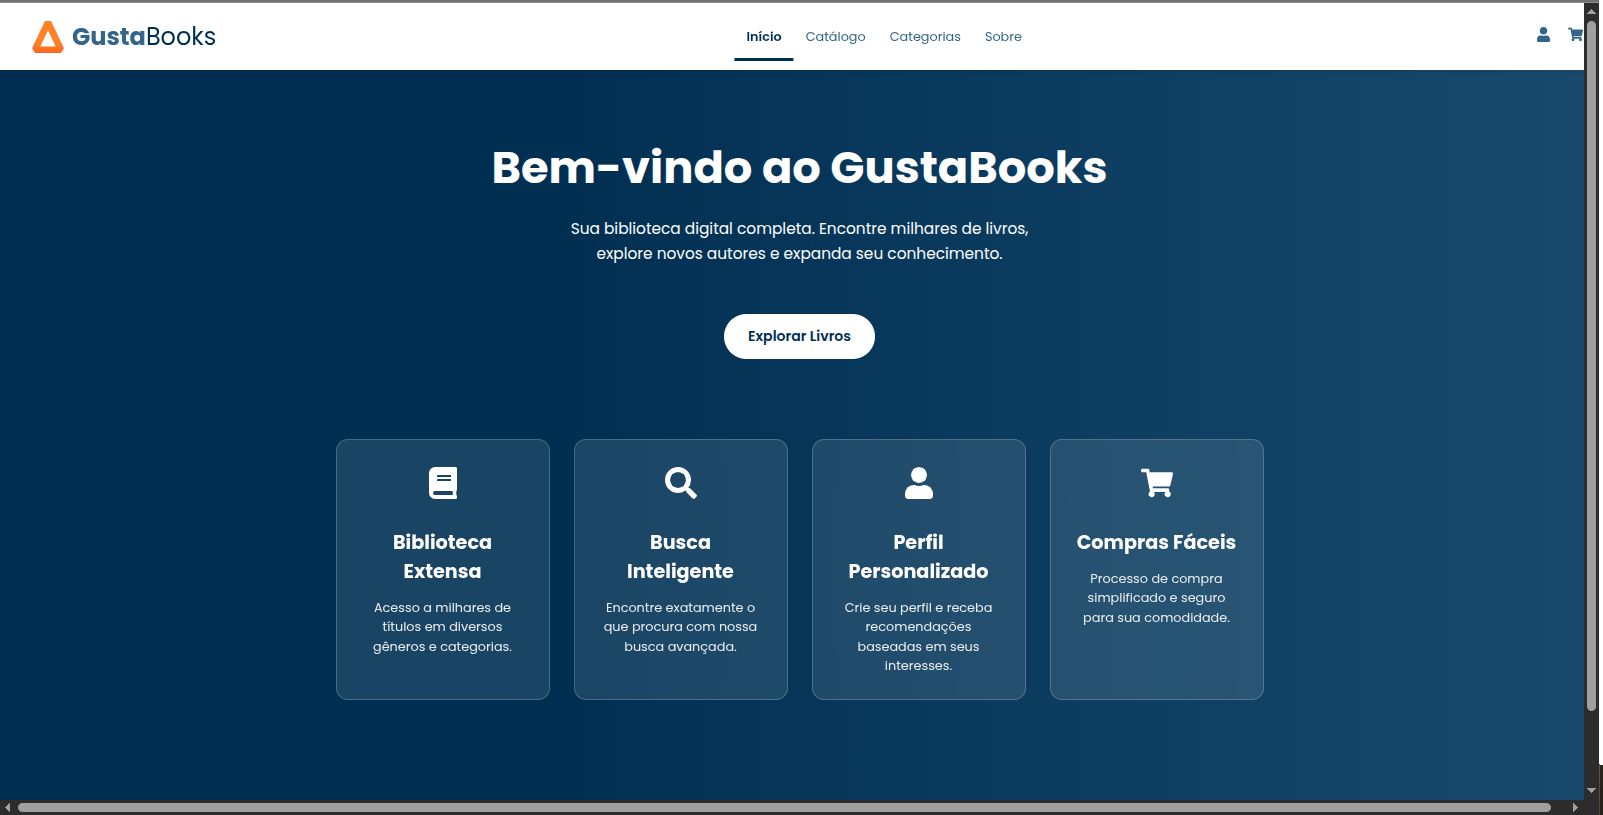 GustaBooks
Início
Catálogo
Categorias
Sobre
Bem-vindo ao GustaBooks
Sua biblioteca digital completa. Encontre milhares de livros,
explore novos autores e expanda seu conhecimento.
Explorar Livros
Biblioteca
Extensa
Acesso a milhares de
títulos em diversos
gêneros e categorias.
Busca
Inteligente
Encontre exatamente o
que procura com nossa
busca avançada.
Perfil
Personalizado
Crie seu perfil e receba
recomendações
baseadas em seus
interesses.
Compras Fáceis
Processo de compra
simplificado e seguro
para sua comodidade.